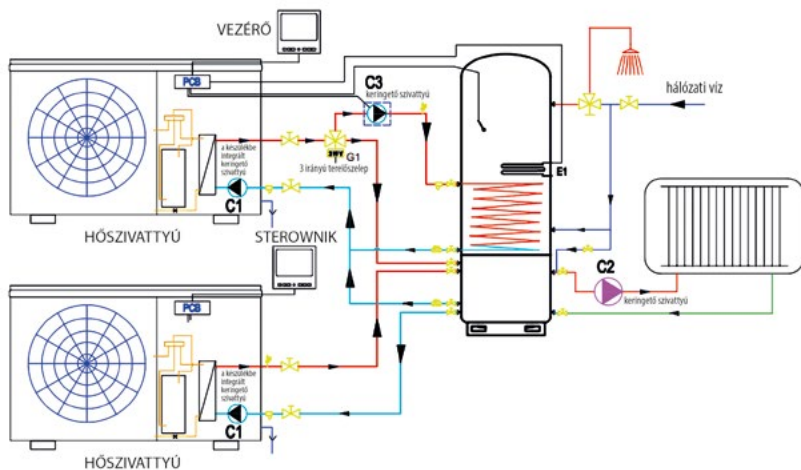 VEZÉRŐ
PCB
C3
keringető szivattyú
hálózati víz
a készülékbe
integrált
keringető
szivattyú
3WV
G1
3 irányú terelőszelep
E1
C1
HŐSZIVATTYÚ
STEROWNIK
C2
keringető szivattyú
PCB
a készülékbe
integrált
keringető
szivattyú
C1
HŐSZIVATTYÚ